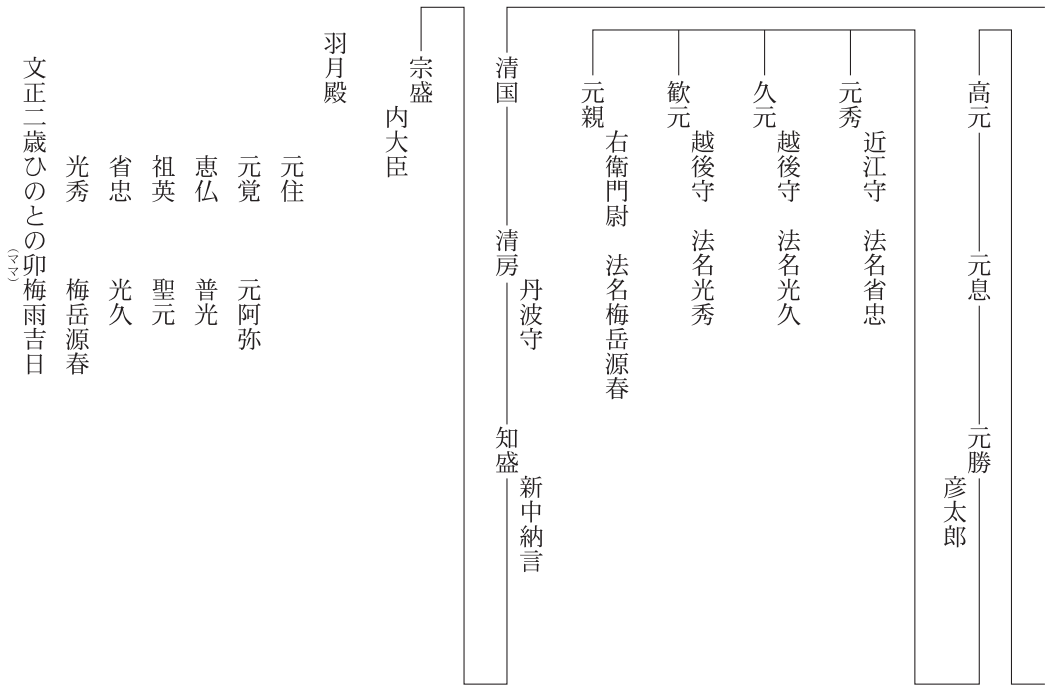 高元
元息
元勝
彦太郎
元秀
近江守　法名省忠
久元
越後守　法名光久
歓元
越後守　法名光秀
元親
右衛門尉　法名梅岳源春
清国
清房
丹波守
知盛
新中納言
宗盛
内大臣
羽月殿
元住
元覚　元阿弥
恵仏　普光
祖英　聖元
省忠　光久
光秀　梅岳源春
文正二歳ひのとの卯梅雨吉日
（ママ）